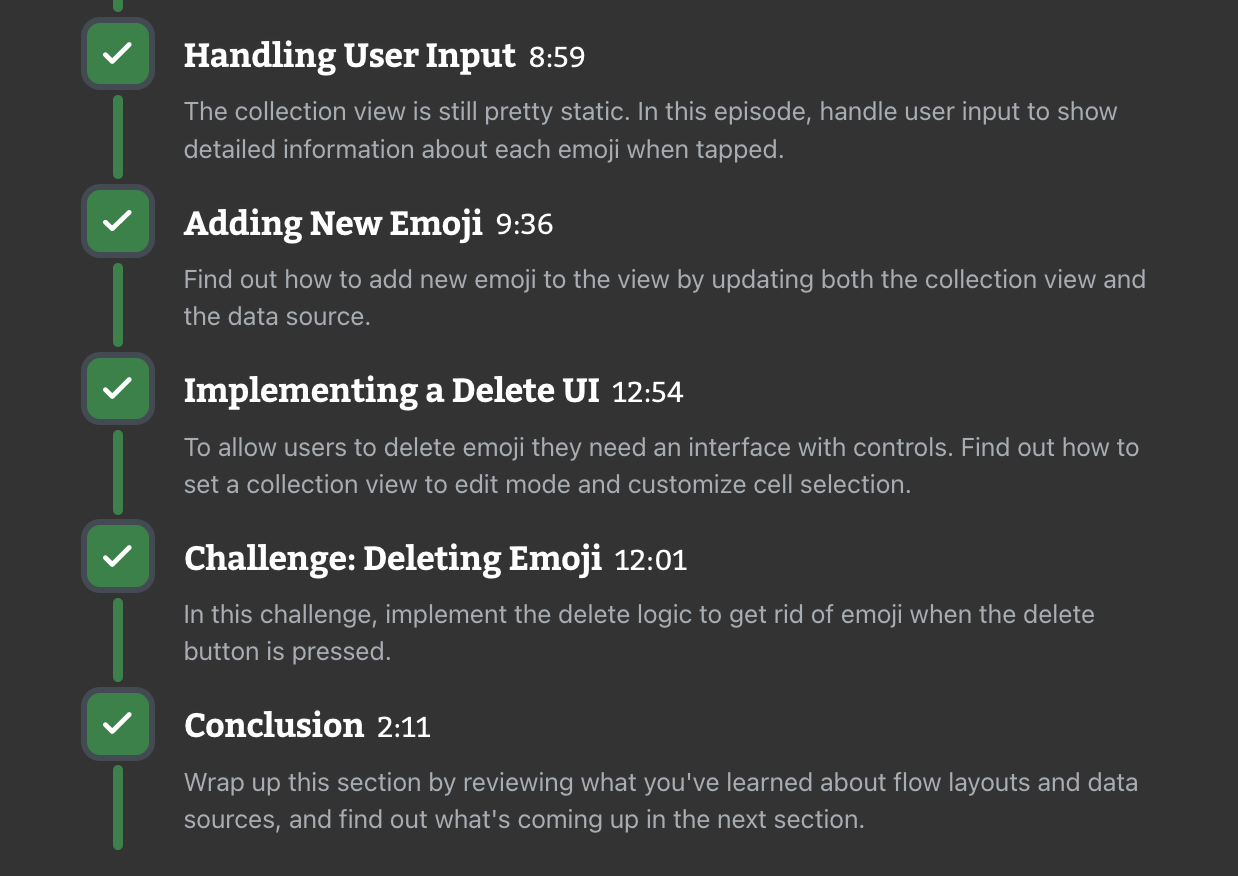 Handling User Input 8:59
The collection view is still pretty static. In this episode, handle user input to show
detailed information about each emoji when tapped.
Adding New Emoji 9:36
Find out how to add new emoji to the view by updating both the collection view and
the data source.
Implementing a Delete UI 12:54
To allow users to delete emoji they need an interface with controls. Find out how to
set a collection view to edit mode and customize cell selection.
Challenge: Deleting Emoji 12:01
In this challenge, implement the delete logic to get rid of emoji when the delete
button is pressed.
Conclusion 2:11
Wrap up this section by reviewing what you've learned about flow layouts and data
sources, and find out what's coming up in the next section.